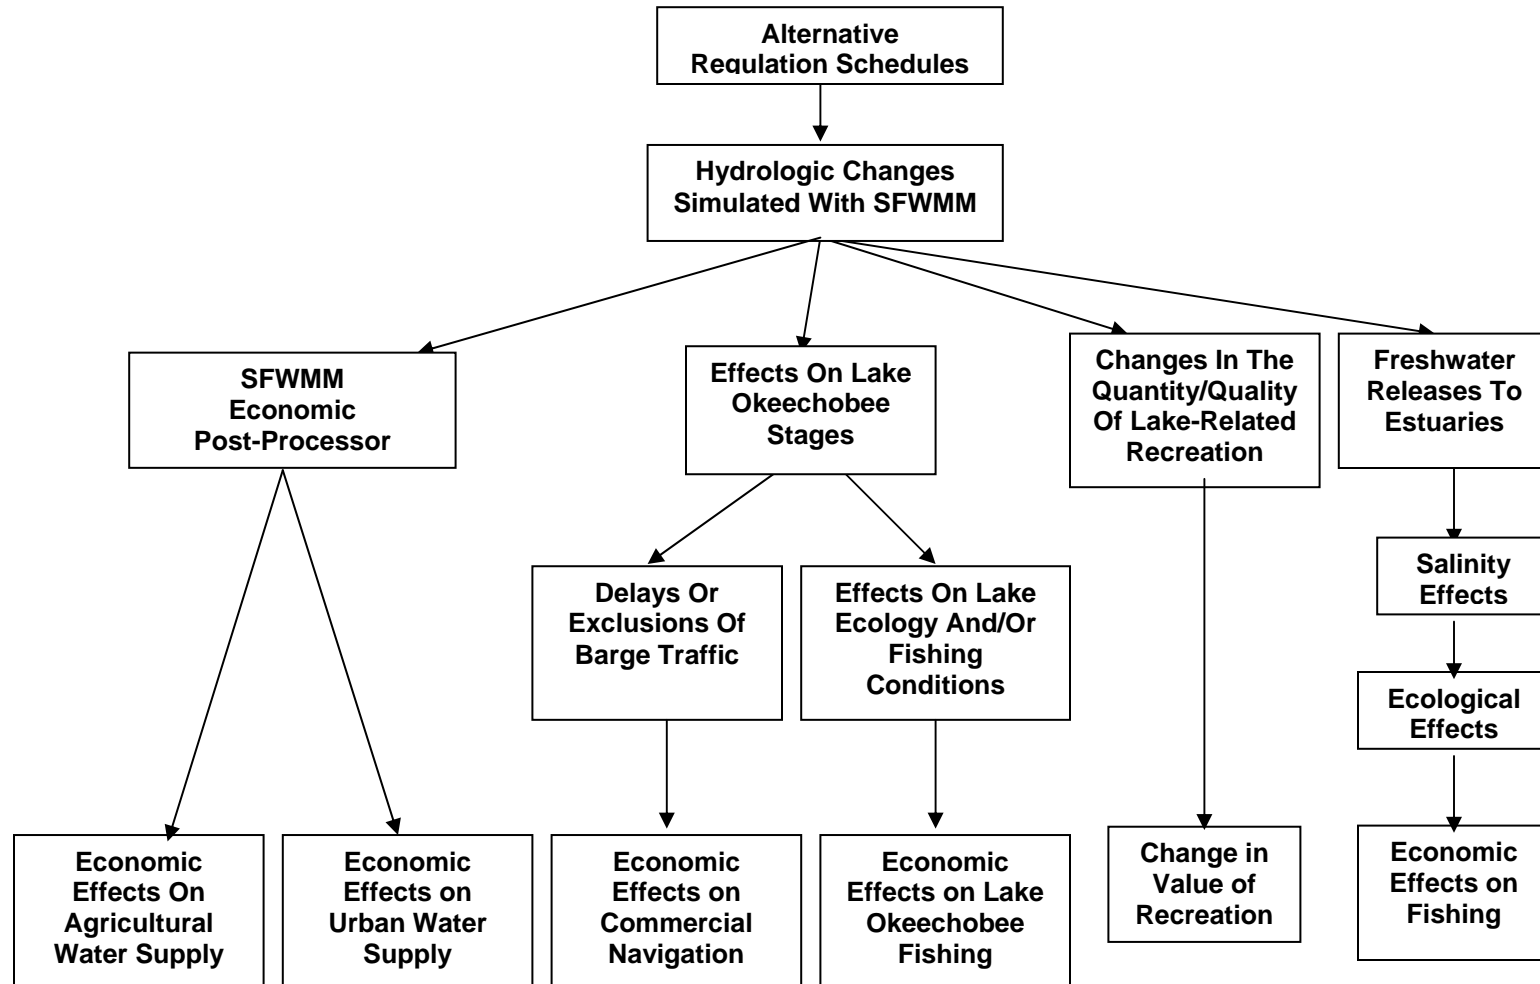 Alternative
Regulation Schedules
Hydrologic Changes
Simulated With SFWMM
SFWMM
Economic
Post-Processor
Effects On Lake
Okeechobee
Stages
Changes In The
Quantity/Quality
Of Lake-Related
Recreation
Freshwater
Releases To
Estuaries
Delays Or
Exclusions Of
Barge Traffic
Effects On Lake
Ecology And/Or
Fishing
Conditions
Salinity
Effects
Ecological
Effects
Economic
Effects On
Agricultural
Water Supply
Economic
Effects on
Urban Water
Supply
Economic
Effects on
Commercial
Navigation
Economic
Effects on Lake
Okeechobee
Fishing
Change in
Value of
Recreation
Economic
Effects on
Fishing